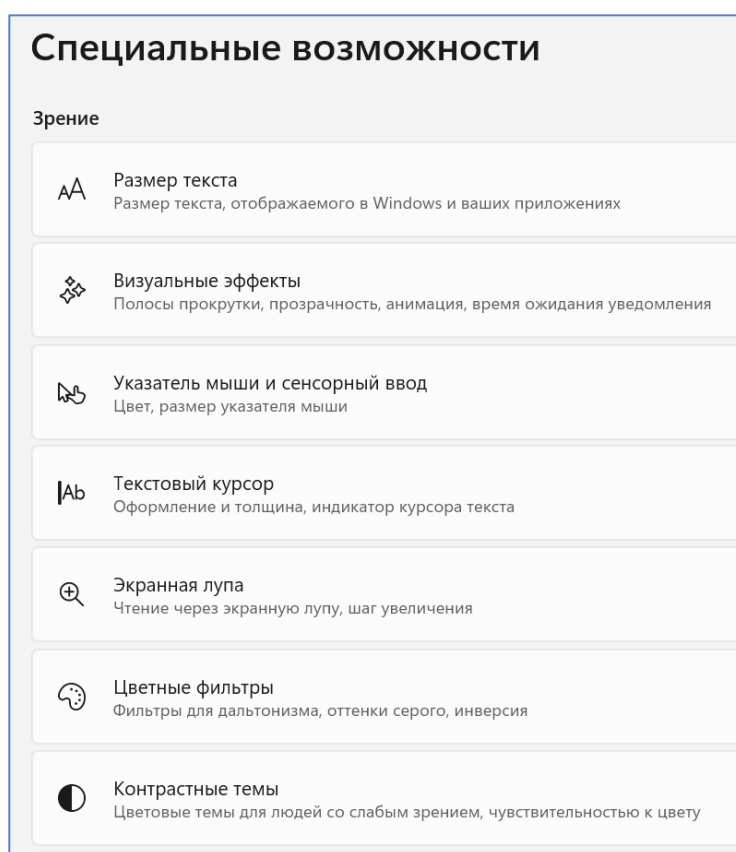 Специальные возможности
Зрение
Размер текста
Размер текста, отображаемого в Windows и ваших приложениях
Визуальные эффекты
Полосы прокрутки, прозрачность, анимация, время ожидания уведомления
Указатель мыши и сенсорный ввод
Цвет, размер указателя мыши
Текстовый курсор
Оформление и толщина, индикатор курсора текста
Экранная лупа
Чтение через экранную лупу, шаг увеличения
Цветные фильтры
Фильтры для дальтонизма, оттенки серого, инверсия
Контрастные темы
Цветовые темы для людей со слабым зрением, чувствительностью к цвету